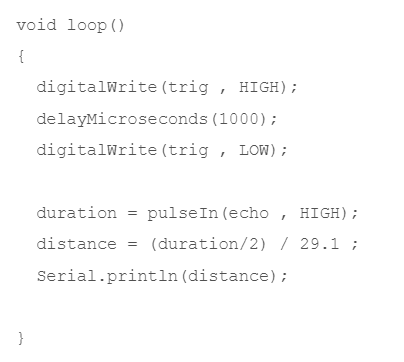 void loop()
{
  digitalWrite(trig , HIGH);
  delayMicroseconds(1000);
  digitalWrite(trig , LOW);

  duration = pulseIn(echo , HIGH);
  distance = (duration/2) / 29.1 ;
  Serial.println(distance);

}